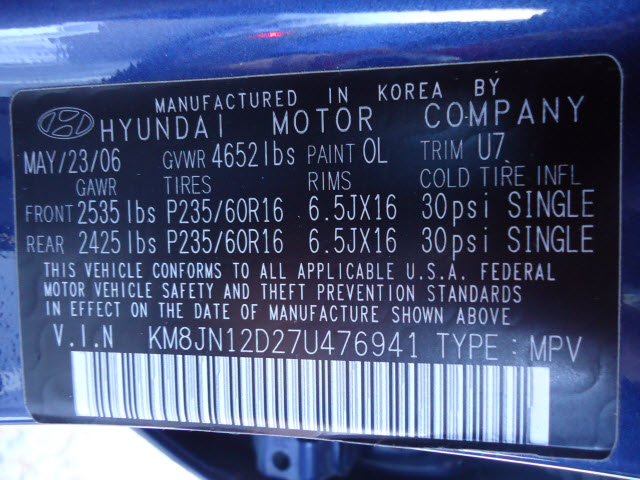 MANUFACTURED IN KOREA BY
HYUNDAI MOTOR COMPANY
MAY/23/06 GVWR 4652lbs PAINT OL TRIM U7
GAWR TIRES RIMS COLD TIRE INFL
FRONT 2535lbs P235/60R16 6.5JX16 30psi SINGLE
REAR 2425lbs P235/60R16 6.5JX16 30psi SINGLE
THIS VEHICLE CONFORMS TO ALL APPLICABLE U.S.A. FEDERAL
MOTOR VEHICLE SAFETY AND THEFT PREVENTION STANDARDS
IN EFFECT ON THE DATE OF MANUFACTURE SHOWN ABOVE
V.I.N KM8JN12D27U476941 TYPE : MPV